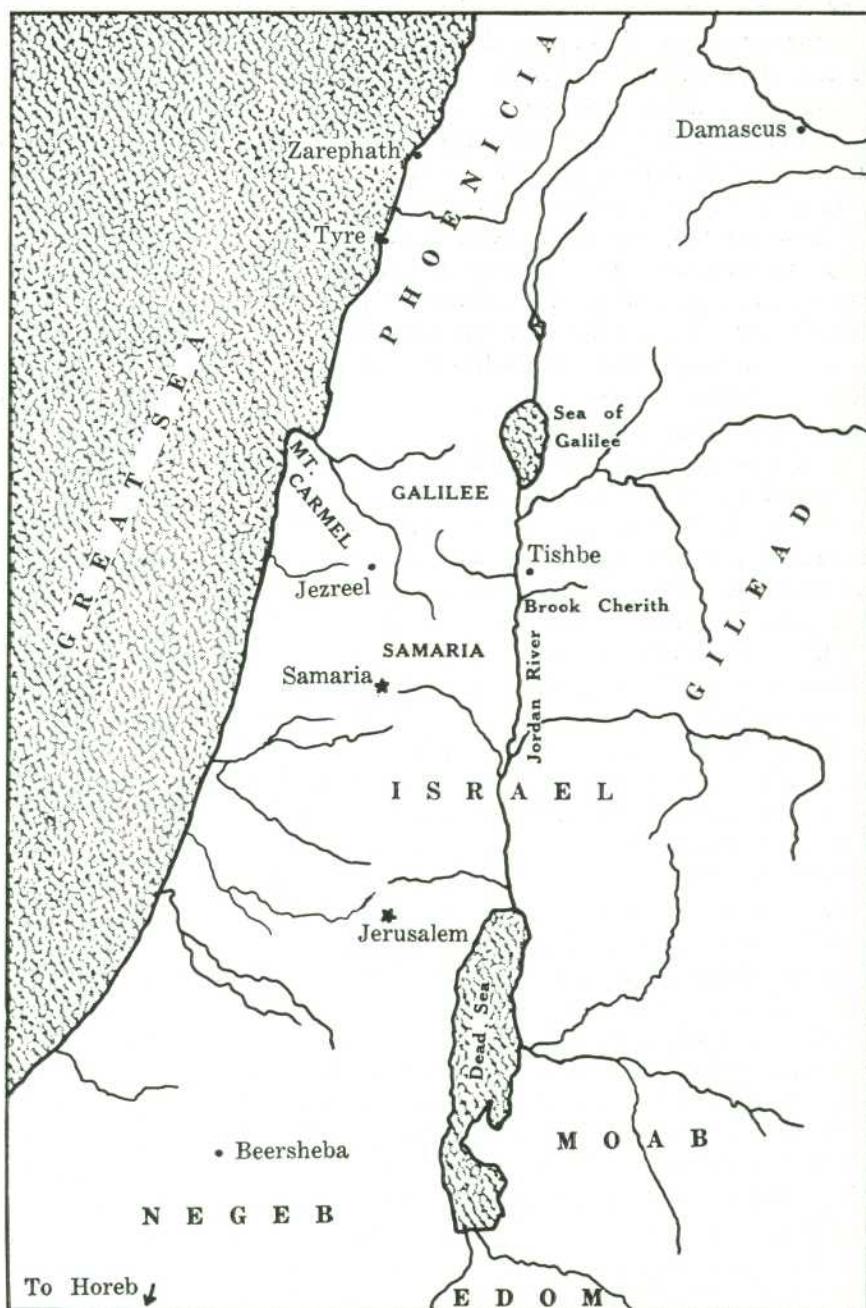 PHOENICIA
Damascus
Zarephath
Tyre
GREAT SEA
Sea of
Galilee
MT.
CARMEL
GALILEE
GILEAD
Tishbe
Jezreel
Brook Cherith
SAMARIA
Samaria
Jordan River
ISRAEL
Jerusalem
Dead Sea
MOAB
Beersheba
NEGEB
To Horeb
EDOM